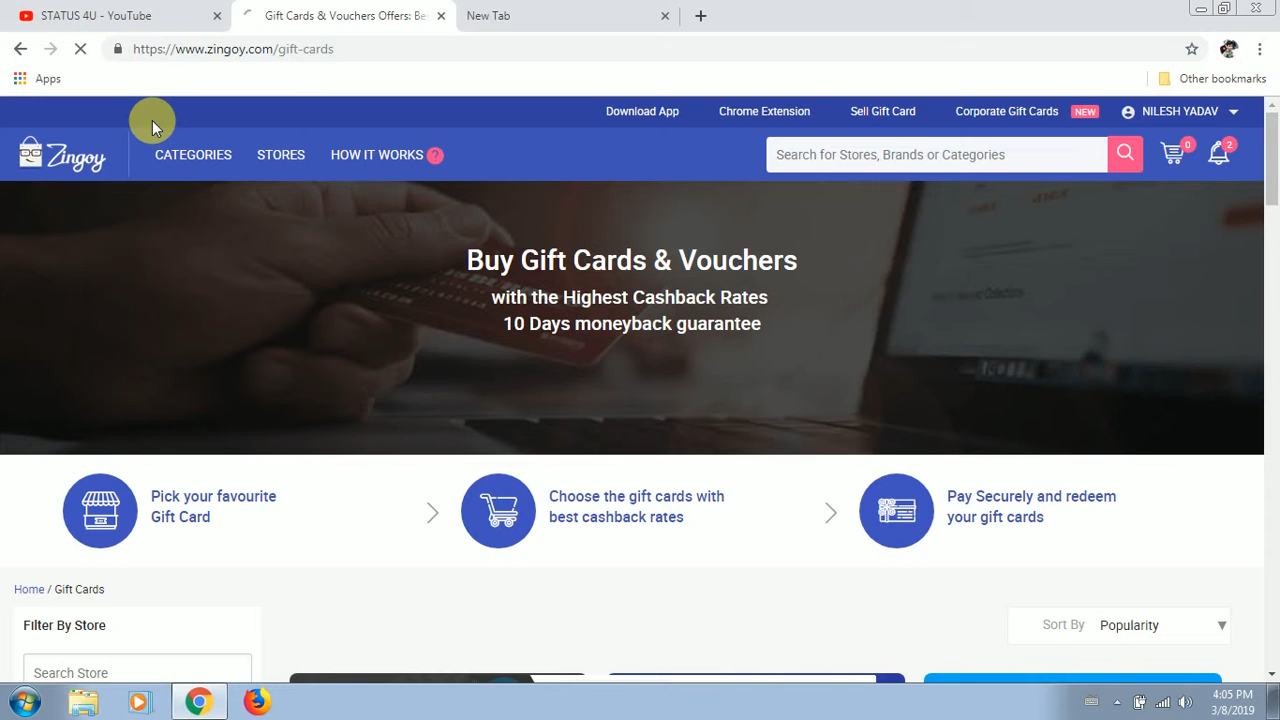 STATUS 4U - YouTube
Gift Cards & Vouchers Offers: Be
New Tab
https://www.zingoy.com/gift-cards
Apps
Other bookmarks
Download App
Chrome Extension
Sell Gift Card
Corporate Gift Cards NEW
NILESH YADAV
Zingoy
CATEGORIES
STORES
HOW IT WORKS ?
Search for Stores, Brands or Categories
0
2
Buy Gift Cards & Vouchers
with the Highest Cashback Rates
10 Days moneyback guarantee
Pick your favourite
Gift Card
Choose the gift cards with
best cashback rates
Pay Securely and redeem
your gift cards
Home / Gift Cards
Filter By Store
Search Store
Sort By Popularity
4:05 PM
3/8/2019